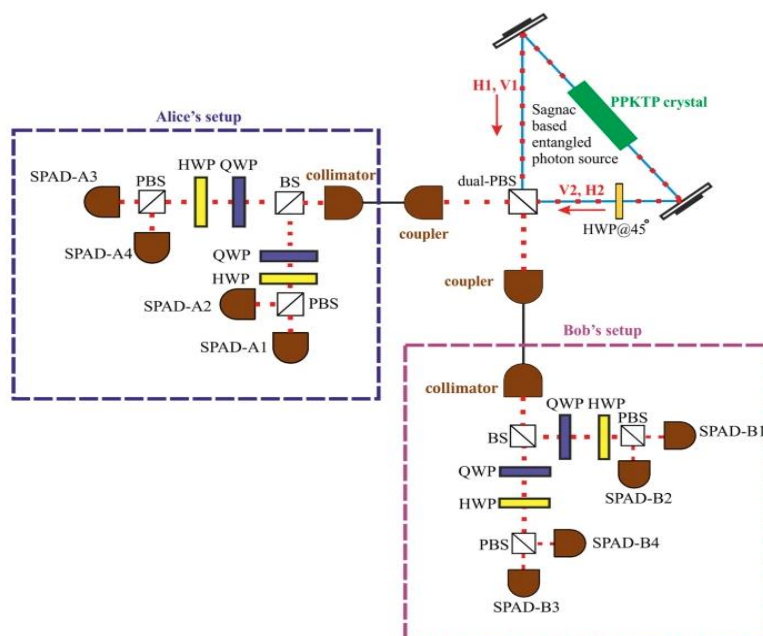 H1, V1
PPKTP crystal
Sagnac
based
entangled
photon source
Alice's setup
HWP QWP
SPAD-A3
PBS
BS
collimator
dual-PBS
V2, H2
HWP@45°
SPAD-A4
coupler
QWP
HWP
SPAD-A2
PBS
coupler
SPAD-A1
Bob's setup
collimator
QWP HWP
PBS
SPAD-B1
BS
QWP
SPAD-B2
HWP
PBS
SPAD-B4
SPAD-B3